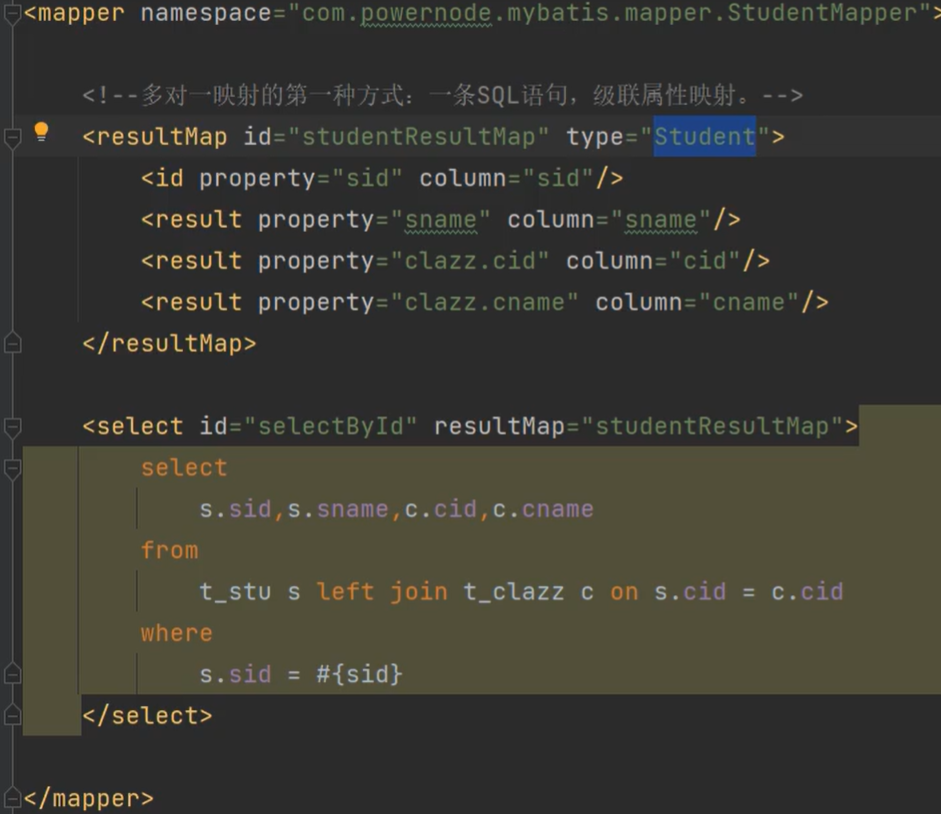 <mapper namespace="com.powernode.mybatis.mapper.StudentMapper">
<!--多对一映射的第一种方式：一条SQL语句，级联属性映射。-->
<resultMap id="studentResultMap" type="Student">
<id property="sid" column="sid"/>
<result property="sname" column="sname"/>
<result property="clazz.cid" column="cid"/>
<result property="clazz.cname" column="cname"/>
</resultMap>
<select id="selectById" resultMap="studentResultMap">
select
s.sid,s.sname,c.cid,c.cname
from
t_stu s left join t_clazz c on s.cid = c.cid
where
s.sid = #{sid}
</select>
</mapper>